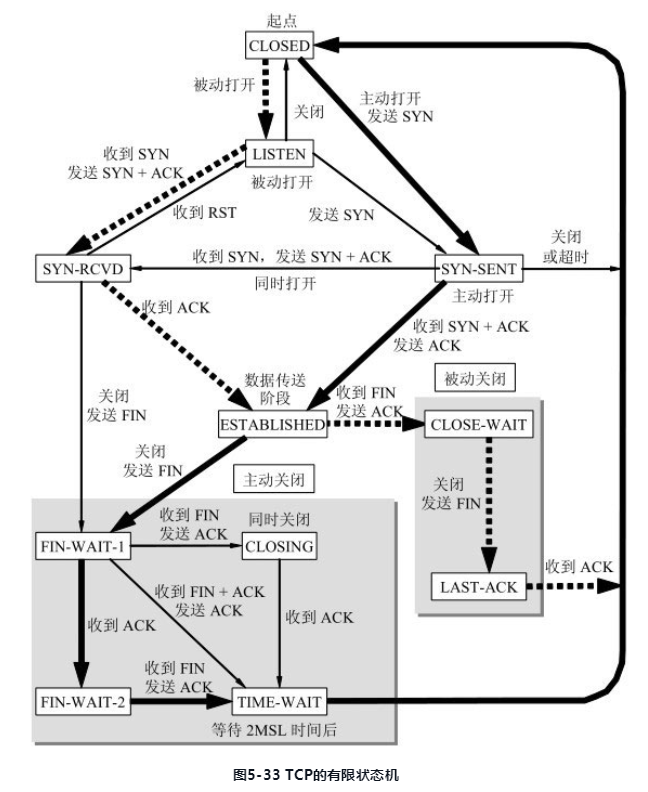 起点
CLOSED
被动打开
关闭
主动打开
发送 SYN
收到 SYN
发送 SYN + ACK
LISTEN
被动打开
收到 RST
发送 SYN
SYN-RCVD
收到 SYN，发送 SYN + ACK
同时打开
SYN-SENT
主动打开
关闭
或超时
收到 ACK
收到 SYN + ACK
发送 ACK
数据传送
阶段
ESTABLISHED
收到 FIN
发送 ACK
被动关闭
CLOSE-WAIT
关闭
发送 FIN
关闭
发送 FIN
主动关闭
关闭
发送 FIN
LAST-ACK
收到 ACK
FIN-WAIT-1
收到 FIN
发送 ACK
同时关闭
CLOSING
收到 FIN + ACK
发送 ACK
收到 ACK
收到 ACK
收到 FIN
发送 ACK
FIN-WAIT-2
TIME-WAIT
等待 2MSL 时间后
图5-33 TCP的有限状态机